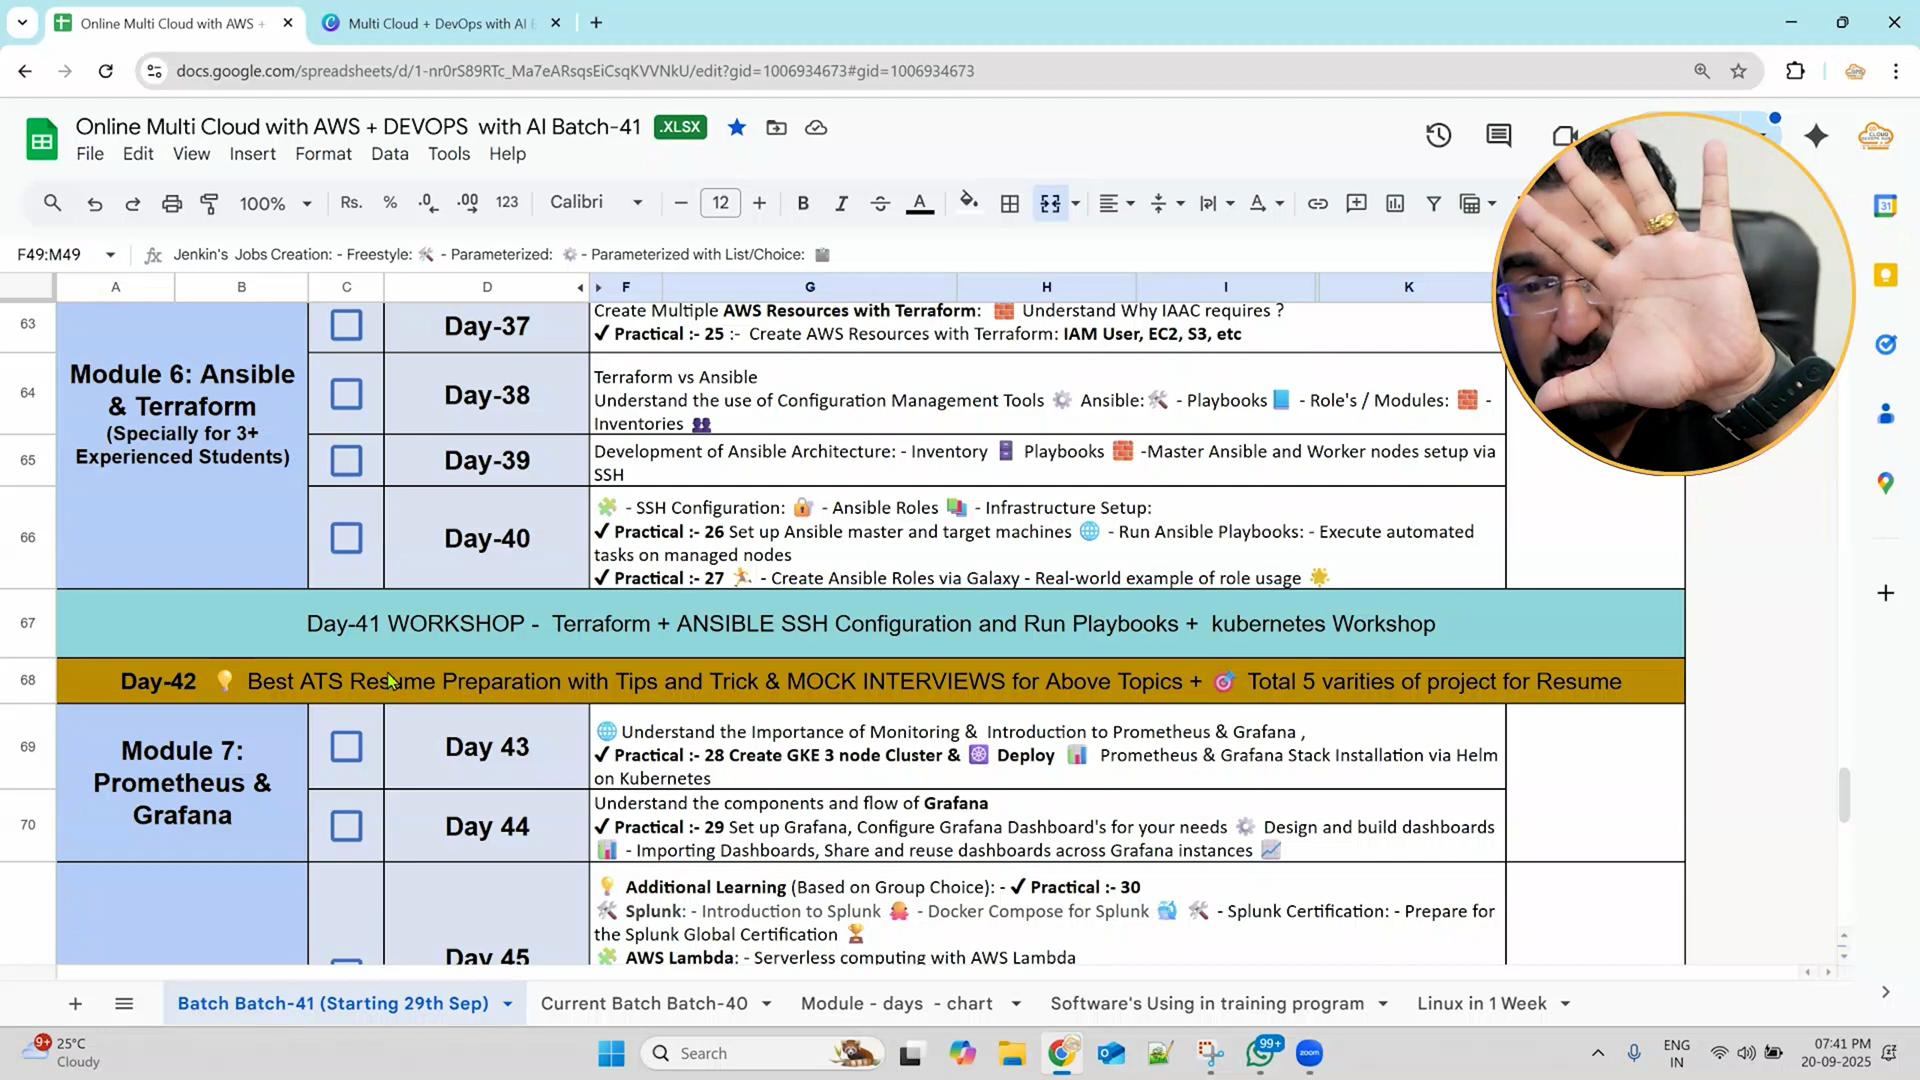 Online Multi Cloud with AWS +
Multi Cloud + DevOps with AI
docs.google.com/spreadsheets/d/1-nr0rS89RTc_Ma7eARsqsEiCsqKVVNkU/edit?gid=1006934673#gid=1006934673
Online Multi Cloud with AWS + DEVOPS with AI Batch-41 .XLSX
File Edit View Insert Format Data Tools Help
100% Rs. % .0 .00 123 Calibri 12 B I S A
F49:M49 fx Jenkin's Jobs Creation: - Freestyle: 🛠 - Parameterized: ⚙ - Parameterized with List/Choice: 📋
A B C D F G H I K
63 Day-37 Create Multiple AWS Resources with Terraform: 🧱 Understand Why IAAC requires ?
✔ Practical :- 25 :- Create AWS Resources with Terraform: IAM User, EC2, S3, etc
Module 6: Ansible
& Terraform
(Specially for 3+
Experienced Students)
64 Day-38 Terraform vs Ansible
Understand the use of Configuration Management Tools ⚙ Ansible:🛠 - Playbooks 📘 - Role's / Modules: 🧱 -
Inventories 👥
65 Day-39 Development of Ansible Architecture: - Inventory 🗄 Playbooks 🧱 -Master Ansible and Worker nodes setup via
SSH
66 Day-40 🧩 - SSH Configuration: 🔐 - Ansible Roles 📚 - Infrastructure Setup:
✔ Practical :- 26 Set up Ansible master and target machines 🌐 - Run Ansible Playbooks: - Execute automated
tasks on managed nodes
✔ Practical :- 27 🏃 - Create Ansible Roles via Galaxy - Real-world example of role usage 🌟
67 Day-41 WORKSHOP - Terraform + ANSIBLE SSH Configuration and Run Playbooks + kubernetes Workshop
68 Day-42 💡 Best ATS Resume Preparation with Tips and Trick & MOCK INTERVIEWS for Above Topics + 🎯 Total 5 varities of project for Resume
Module 7:
Prometheus &
Grafana
69 Day 43 🌐 Understand the Importance of Monitoring & Introduction to Prometheus & Grafana ,
✔ Practical :- 28 Create GKE 3 node Cluster & ☸ Deploy 📊 Prometheus & Grafana Stack Installation via Helm
on Kubernetes
70 Day 44 Understand the components and flow of Grafana
✔ Practical :- 29 Set up Grafana, Configure Grafana Dashboard's for your needs ⚙ Design and build dashboards
📊 - Importing Dashboards, Share and reuse dashboards across Grafana instances 📈
Day 45 💡 Additional Learning (Based on Group Choice): - ✔ Practical :- 30
🛠 Splunk: - Introduction to Splunk - Docker Compose for Splunk 🛠 - Splunk Certification: - Prepare for
the Splunk Global Certification 🏆
🧩 AWS Lambda: - Serverless computing with AWS Lambda
Batch Batch-41 (Starting 29th Sep) Current Batch Batch-40 Module - days - chart Software's Using in training program Linux in 1 Week
9+ 25°C
Cloudy
Search
99+
zoom
ENG
IN
07:41 PM
20-09-2025